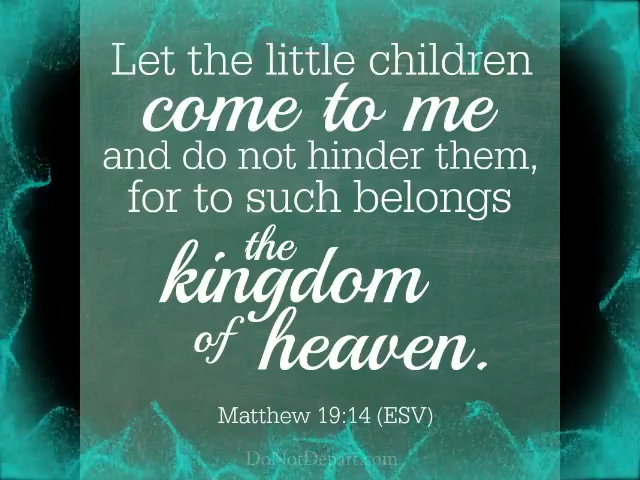 Let the little children
come to me
and do not hinder them,
for to such belongs
the
kingdom
of heaven.
Matthew 19:14 (ESV)
DoNotDepart.com